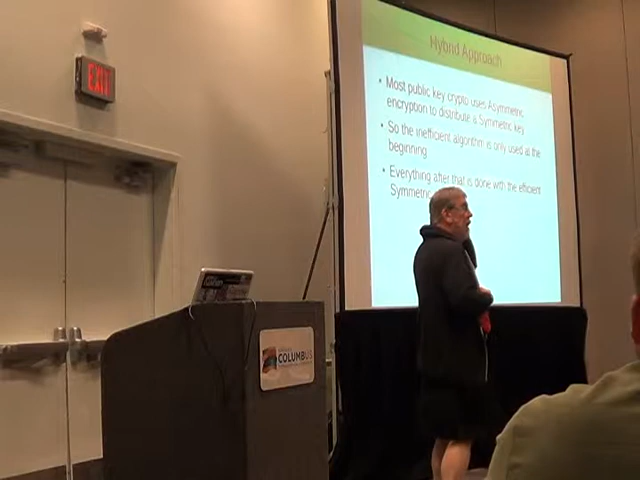 EXIT
Hybrid Approach
• Most public key crypto uses Asymmetric
encryption to distribute a Symmetric key
• So the inefficient algorithm is only used at the
beginning
• Everything after that is done with the efficient
Symmetric
COLUMBUS